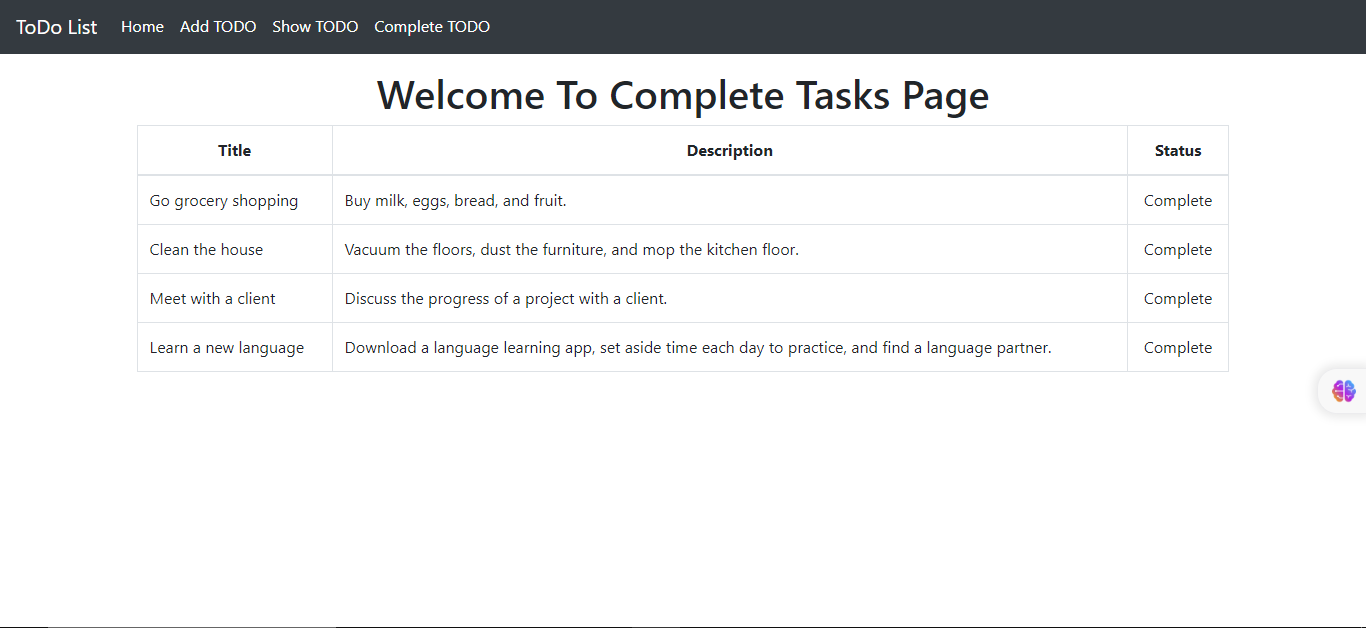 ToDo List Home Add TODO Show TODO Complete TODO
Welcome To Complete Tasks Page
Title Description Status
Go grocery shopping Buy milk, eggs, bread, and fruit. Complete
Clean the house Vacuum the floors, dust the furniture, and mop the kitchen floor. Complete
Meet with a client Discuss the progress of a project with a client. Complete
Learn a new language Download a language learning app, set aside time each day to practice, and find a language partner. Complete